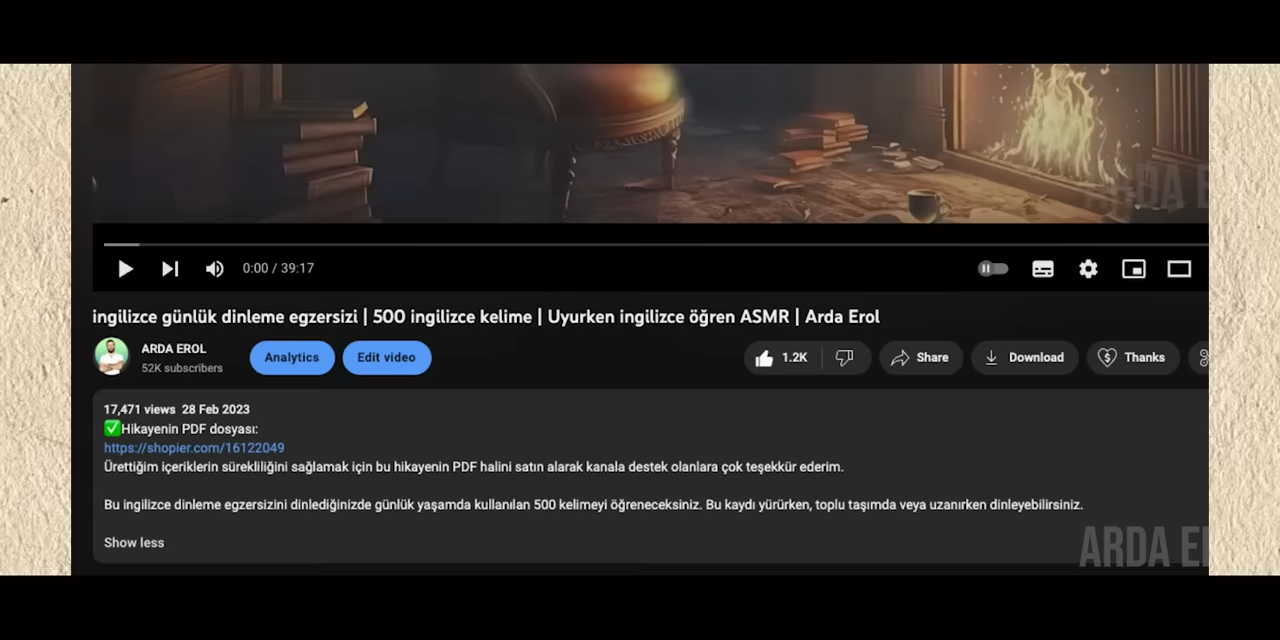 ARDA E
0:00 / 39:17
ingilizce günlük dinleme egzersizi | 500 ingilizce kelime | Uyurken ingilizce öğren ASMR | Arda Erol
ARDA EROL
52K subscribers
Analytics
Edit video
1.2K
Share
Download
Thanks
17,471 views 28 Feb 2023
✅Hikayenin PDF dosyası:
https://shopier.com/16122049
Ürettiğim içeriklerin sürekliliğini sağlamak için bu hikayenin PDF halini satın alarak kanala destek olanlara çok teşekkür ederim.
Bu ingilizce dinleme egzersizini dinlediğinizde günlük yaşamda kullanılan 500 kelimeyi öğreneceksiniz. Bu kaydı yürürken, toplu taşımda veya uzanırken dinleyebilirsiniz.
Show less
ARDA E